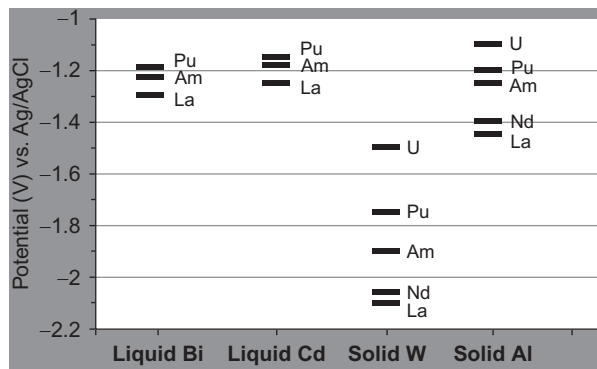 Potential (V) vs. Ag/AgCl
−1
−1.2
−1.4
−1.6
−1.8
−2
−2.2
Pu
Am
La
Pu
Am
La
U
Pu
Am
Nd
La
U
Pu
Am
Nd
La
Liquid Bi Liquid Cd Solid W Solid Al